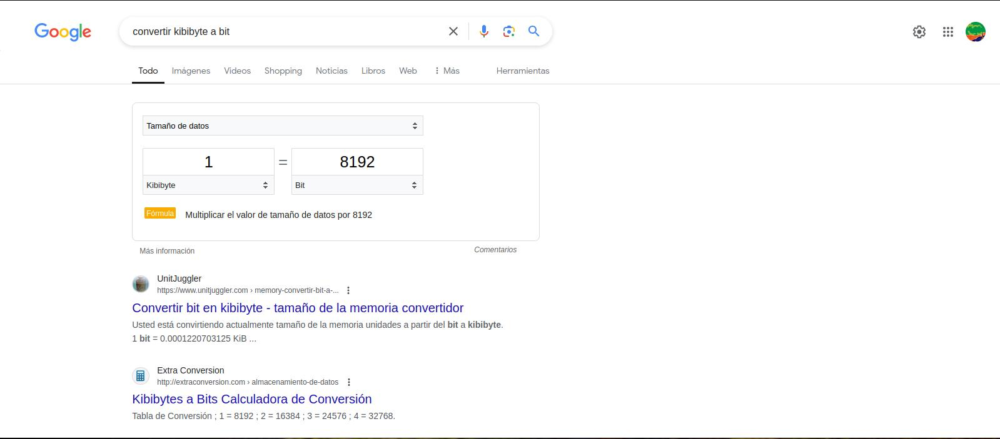 Google
convertir kibibyte a bit
Todo Imágenes Videos Shopping Noticias Libros Web Más Herramientas
Tamaño de datos
1 = 8192
Kibibyte Bit
Fórmula Multiplicar el valor de tamaño de datos por 8192
Más información Comentarios
UnitJuggler
https://www.unitjuggler.com › memory-convertir-bit-a-...
Convertir bit en kibibyte - tamaño de la memoria convertidor
Usted está convirtiendo actualmente tamaño de la memoria unidades a partir del bit a kibibyte.
1 bit = 0.0001220703125 KiB ...
Extra Conversion
http://extraconversion.com › almacenamiento-de-datos
Kibibytes a Bits Calculadora de Conversión
Tabla de Conversión ; 1 = 8192 ; 2 = 16384 ; 3 = 24576 ; 4 = 32768.